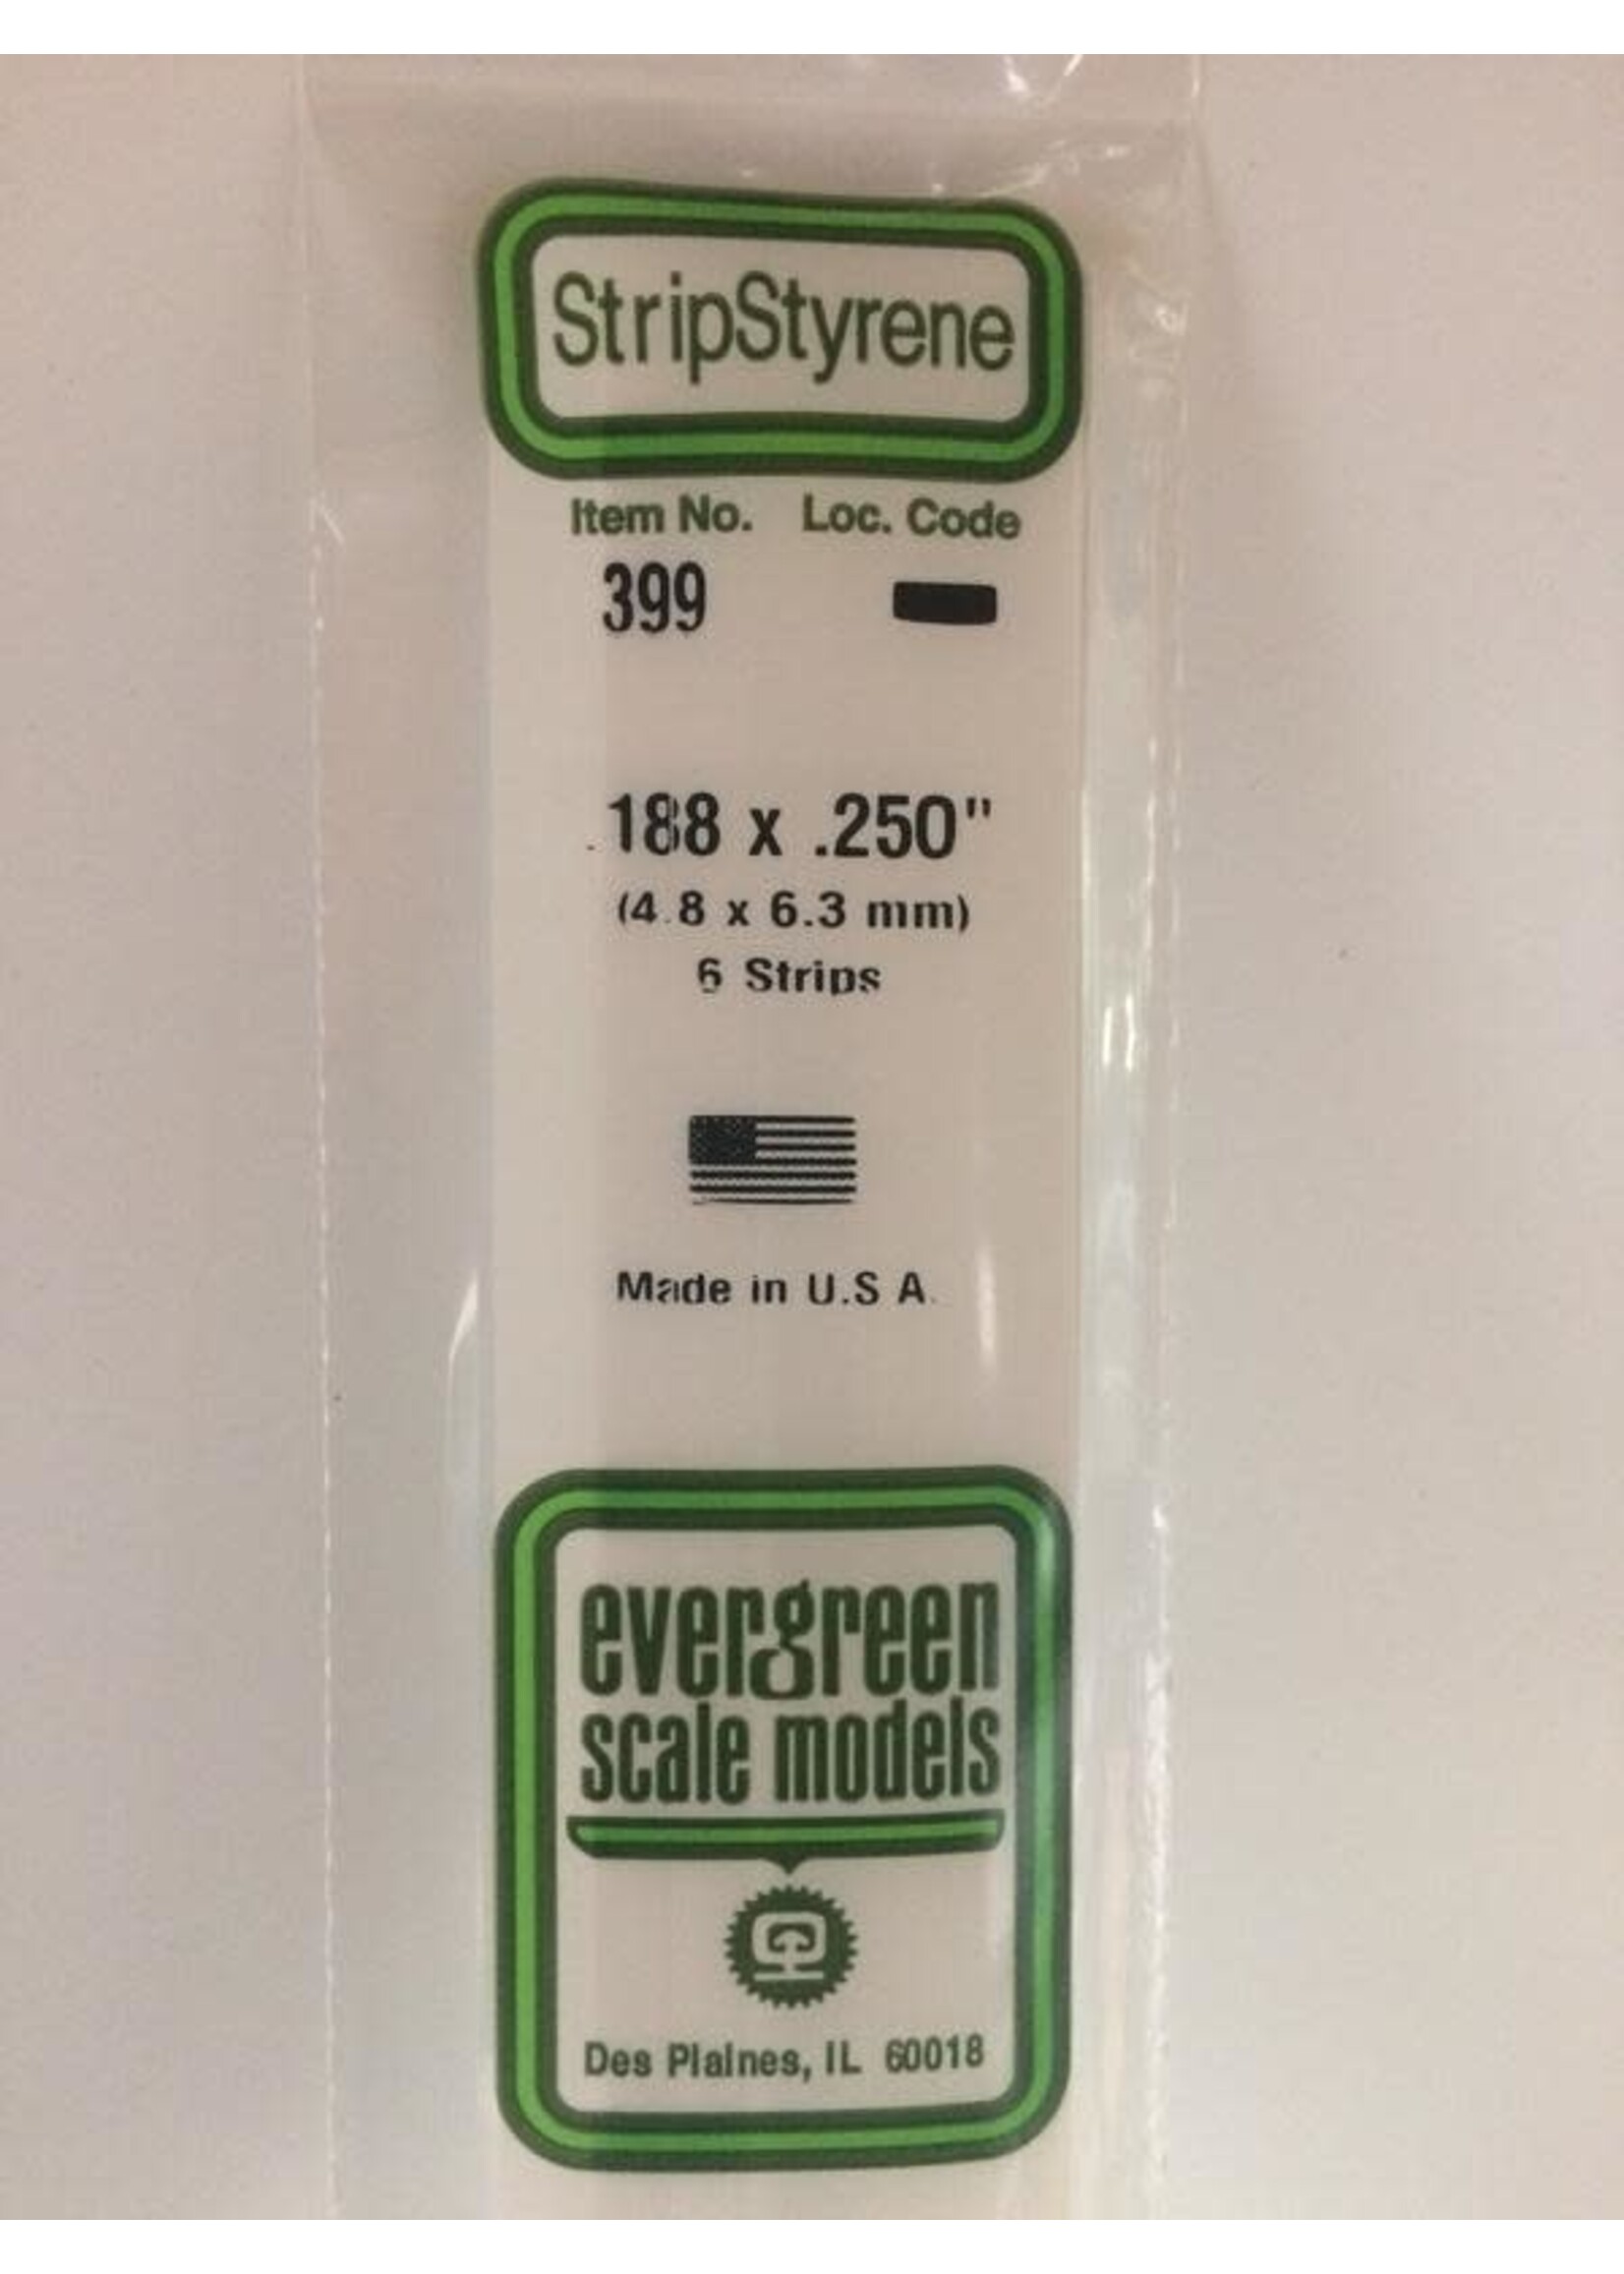 StripStyrene
Item No. Loc. Code
399
.188 x .250"
(4.8 x 6.3 mm)
6 Strips
Made in U.S.A.
evergreen
scale models
Des Plaines, IL 60018